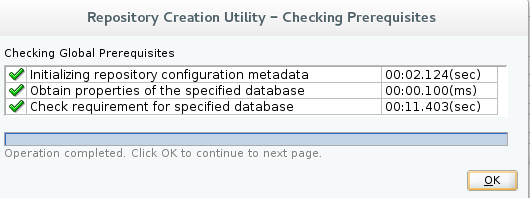 Repository Creation Utility – Checking Prerequisites
Checking Global Prerequisites
Initializing repository configuration metadata 00:02.124(sec)
Obtain properties of the specified database 00:00.100(ms)
Check requirement for specified database 00:11.403(sec)
Operation completed. Click OK to continue to next page.
OK